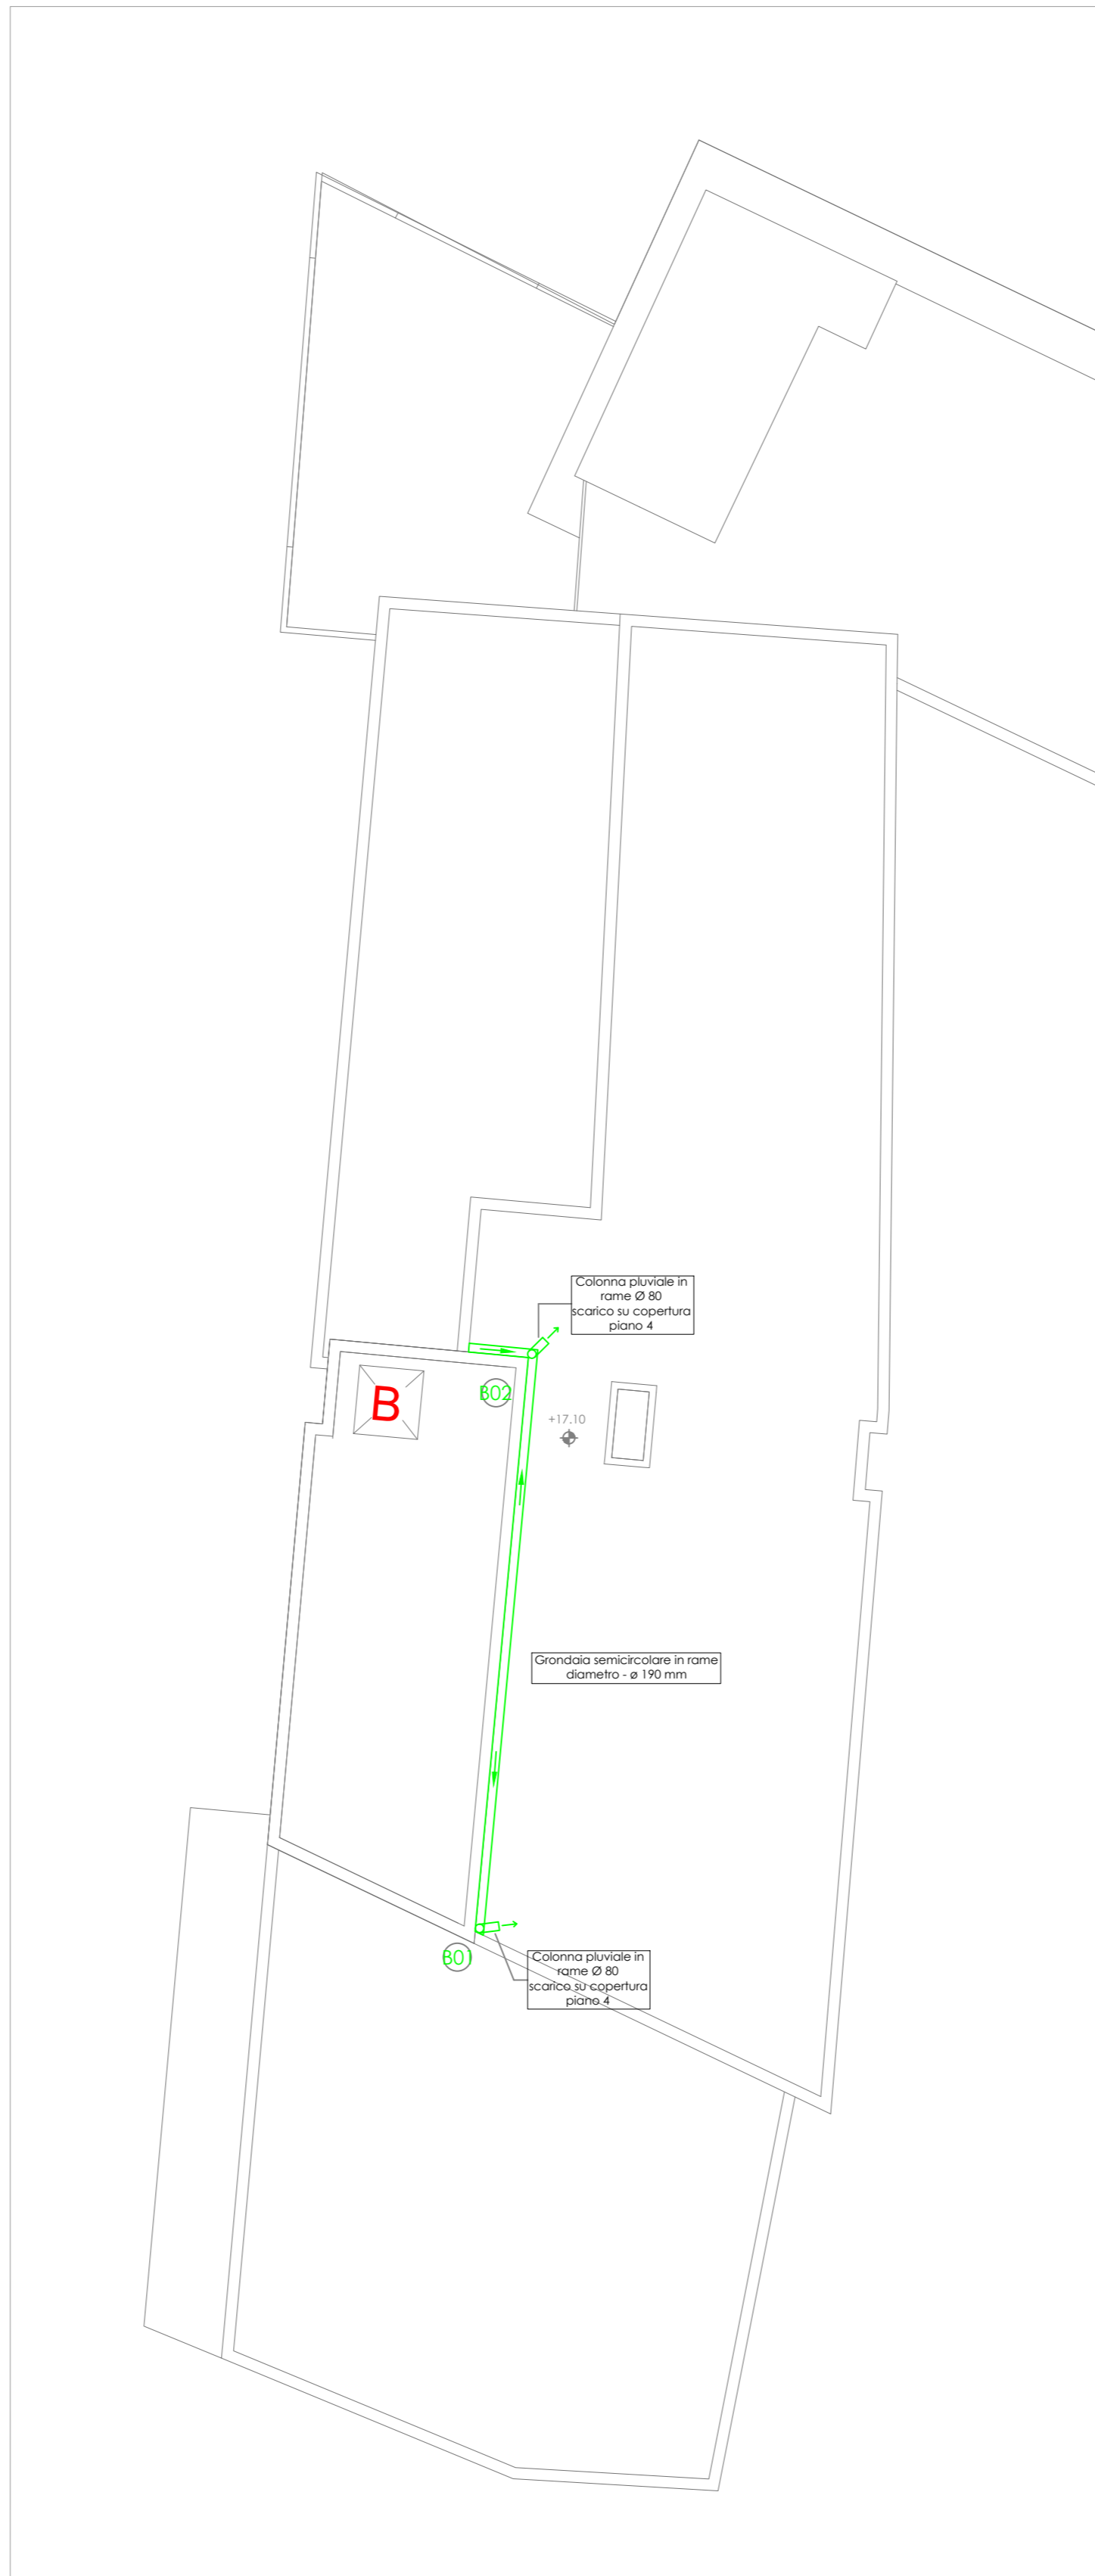 Colonna pluviale in
rame Ø 80
scarico su copertura
piano 4
B02
B
+17.10
Grondaia semicircolare in rame
diametro - ø 190 mm
B01
Colonna pluviale in
rame Ø 80
scarico su copertura
piano 4